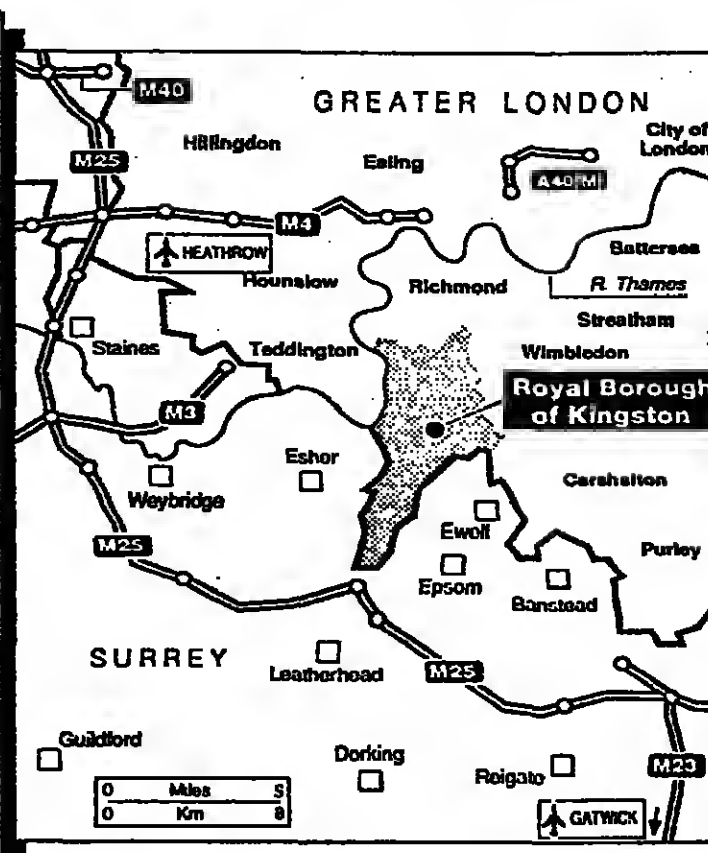 M40
GREATER LONDON
City of
London
Hillingdon
M25
Ealing
A40(M)
M4
HEATHROW
Battersea
Hounslow
Richmond
R. Thames
Streatham
Staines
Teddington
Wimbledon
Royal Borough
of Kingston
M3
Esher
Weybridge
Carshalton
Ewell
M25
Purley
Epsom
Banstead
SURREY
Leatherhead
M25
Guildford
Dorking
Reigate
M23
0 Miles 5
0 Km 8
GATWICK